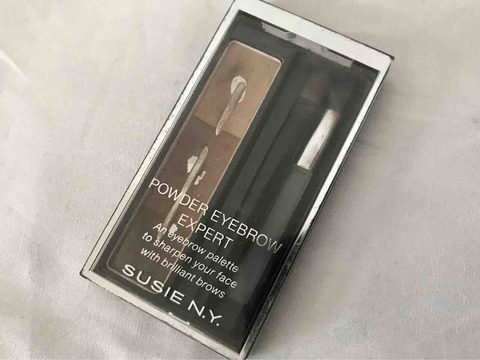 POWDER EYEBROW
EXPERT
An eyebrow palette
to sharpen your face
with brilliant brows
SUSIE N.Y.